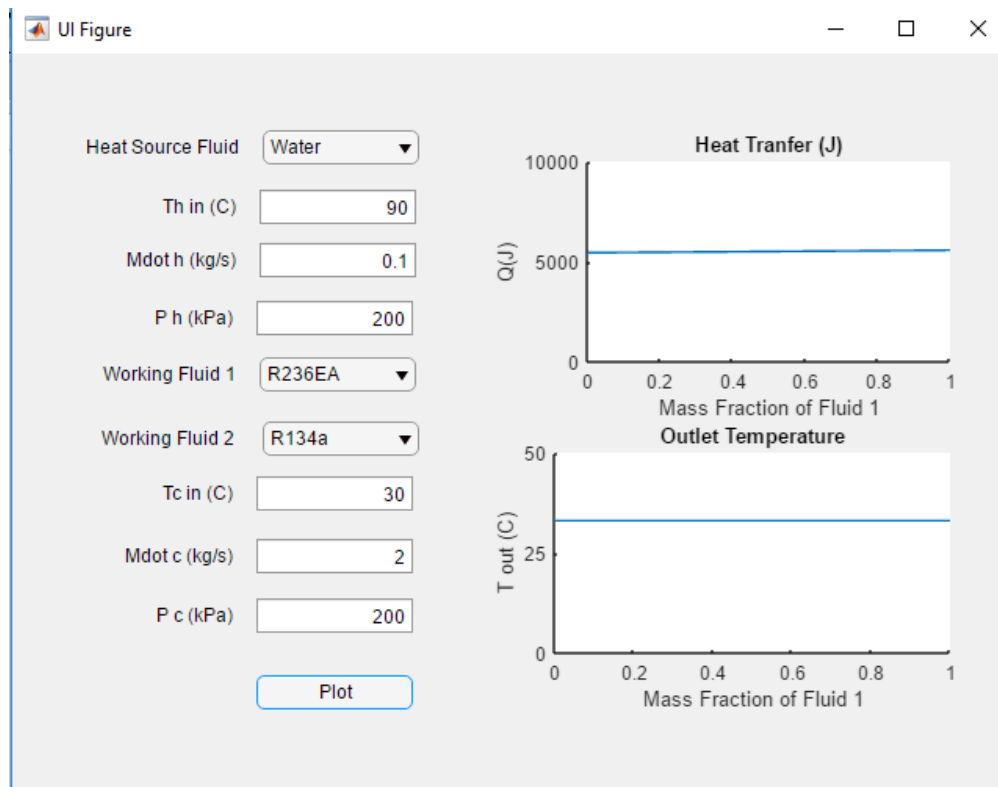 UI Figure
Heat Source Fluid Water
Th in (C) 90
Mdot h (kg/s) 0.1
P h (kPa) 200
Working Fluid 1 R236EA
Working Fluid 2 R134a
Tc in (C) 30
Mdot c (kg/s) 2
P c (kPa) 200
Plot
Heat Tranfer (J)
10000
5000
0
Q(J)
0 0.2 0.4 0.6 0.8 1
Mass Fraction of Fluid 1
Outlet Temperature
50
25
0
T out (C)
0 0.2 0.4 0.6 0.8 1
Mass Fraction of Fluid 1